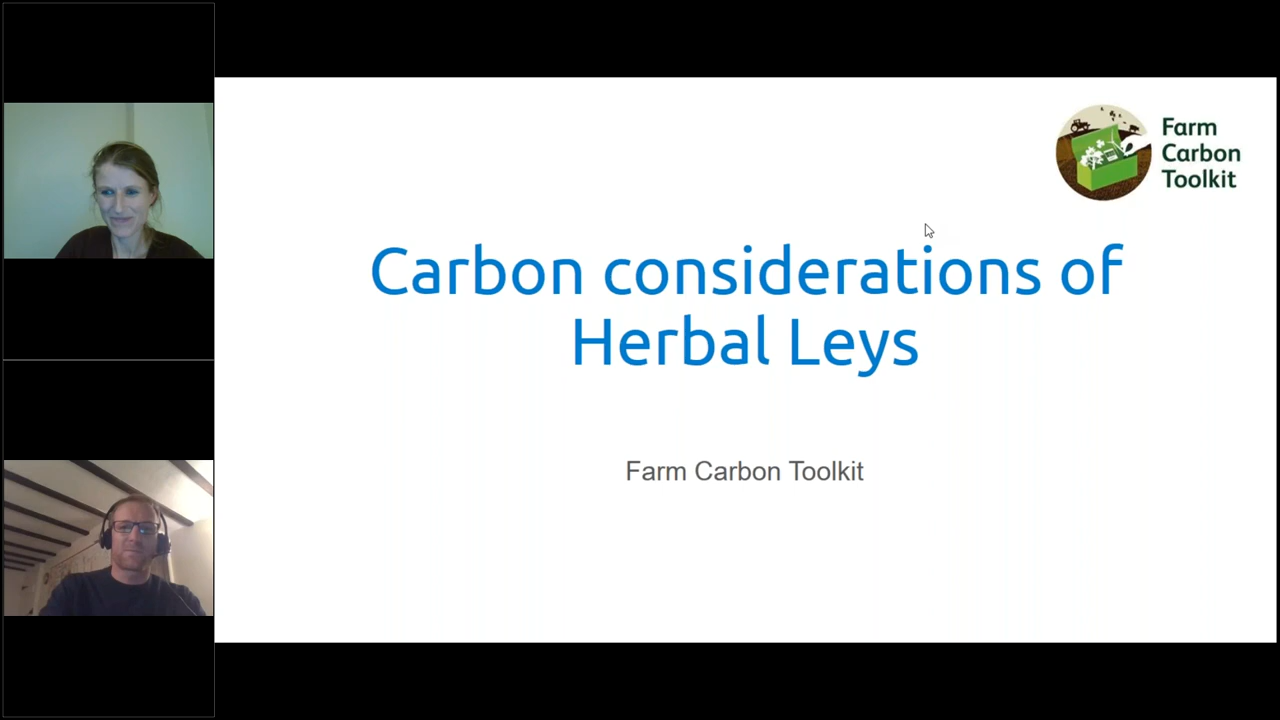 Farm
Carbon
Toolkit
Carbon considerations of
Herbal Leys
Farm Carbon Toolkit